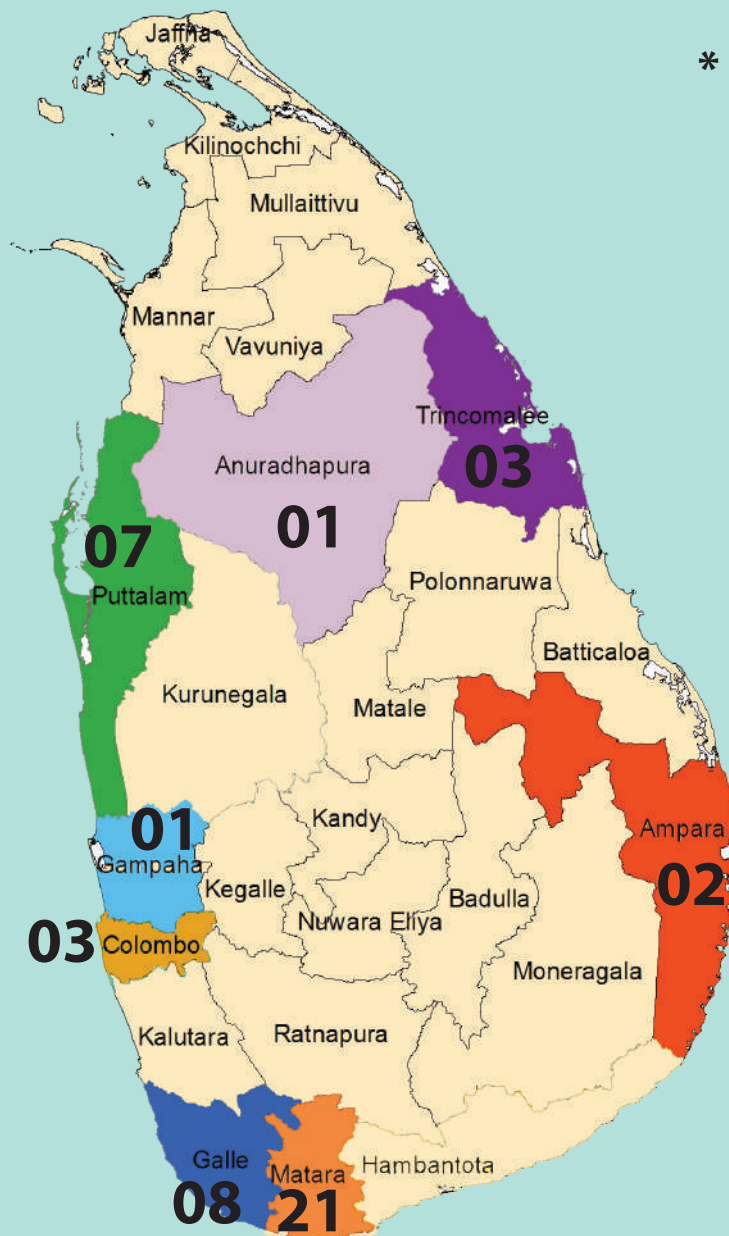 Jaffna
*
Kilinochchi
Mullaittivu
Mannar
Vavuniya
Trincomalee
03
Anuradhapura
01
07
Puttalam
Polonnaruwa
Batticaloa
Kurunegala
Matale
01
Gampaha
Kandy
Ampara
02
Kegalle
Badulla
Nuwara Eliya
03 Colombo
Moneragala
Kalutara
Ratnapura
Galle
08
Matara
21
Hambantota